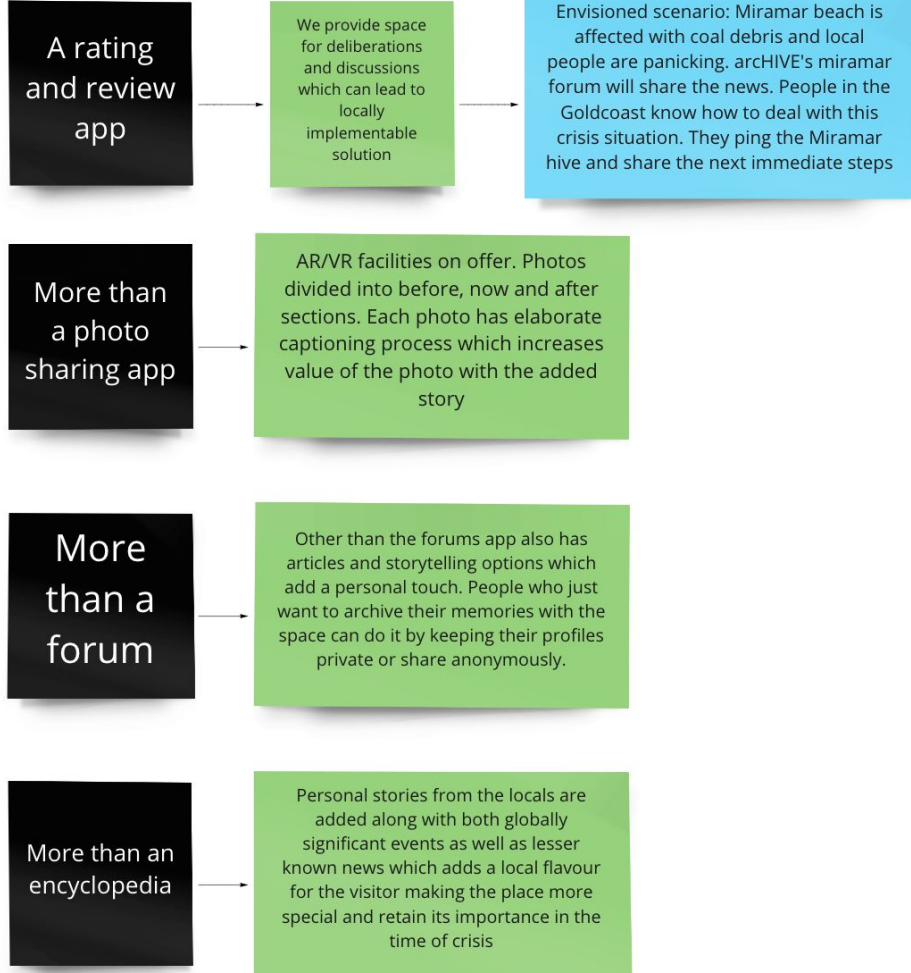 A rating
and review
app
We provide space
for deliberations
and discussions
which can lead to
locally
implementable
solution
Envisioned scenario: Miramar beach is
affected with coal debris and local
people are panicking. arcHIVE's miramar
forum will share the news. People in the
Goldcoast know how to deal with this
crisis situation. They ping the Miramar
hive and share the next immediate steps
More than
a photo
sharing app
AR/VR facilities on offer. Photos
divided into before, now and after
sections. Each photo has elaborate
captioning process which increases
value of the photo with the added
story
More
than a
forum
Other than the forums app also has
articles and storytelling options which
add a personal touch. People who just
want to archive their memories with the
space can do it by keeping their profiles
private or share anonymously.
More than an
encyclopedia
Personal stories from the locals are
added along with both globally
significant events as well as lesser
known news which adds a local flavour
for the visitor making the place more
special and retain its importance in the
time of crisis